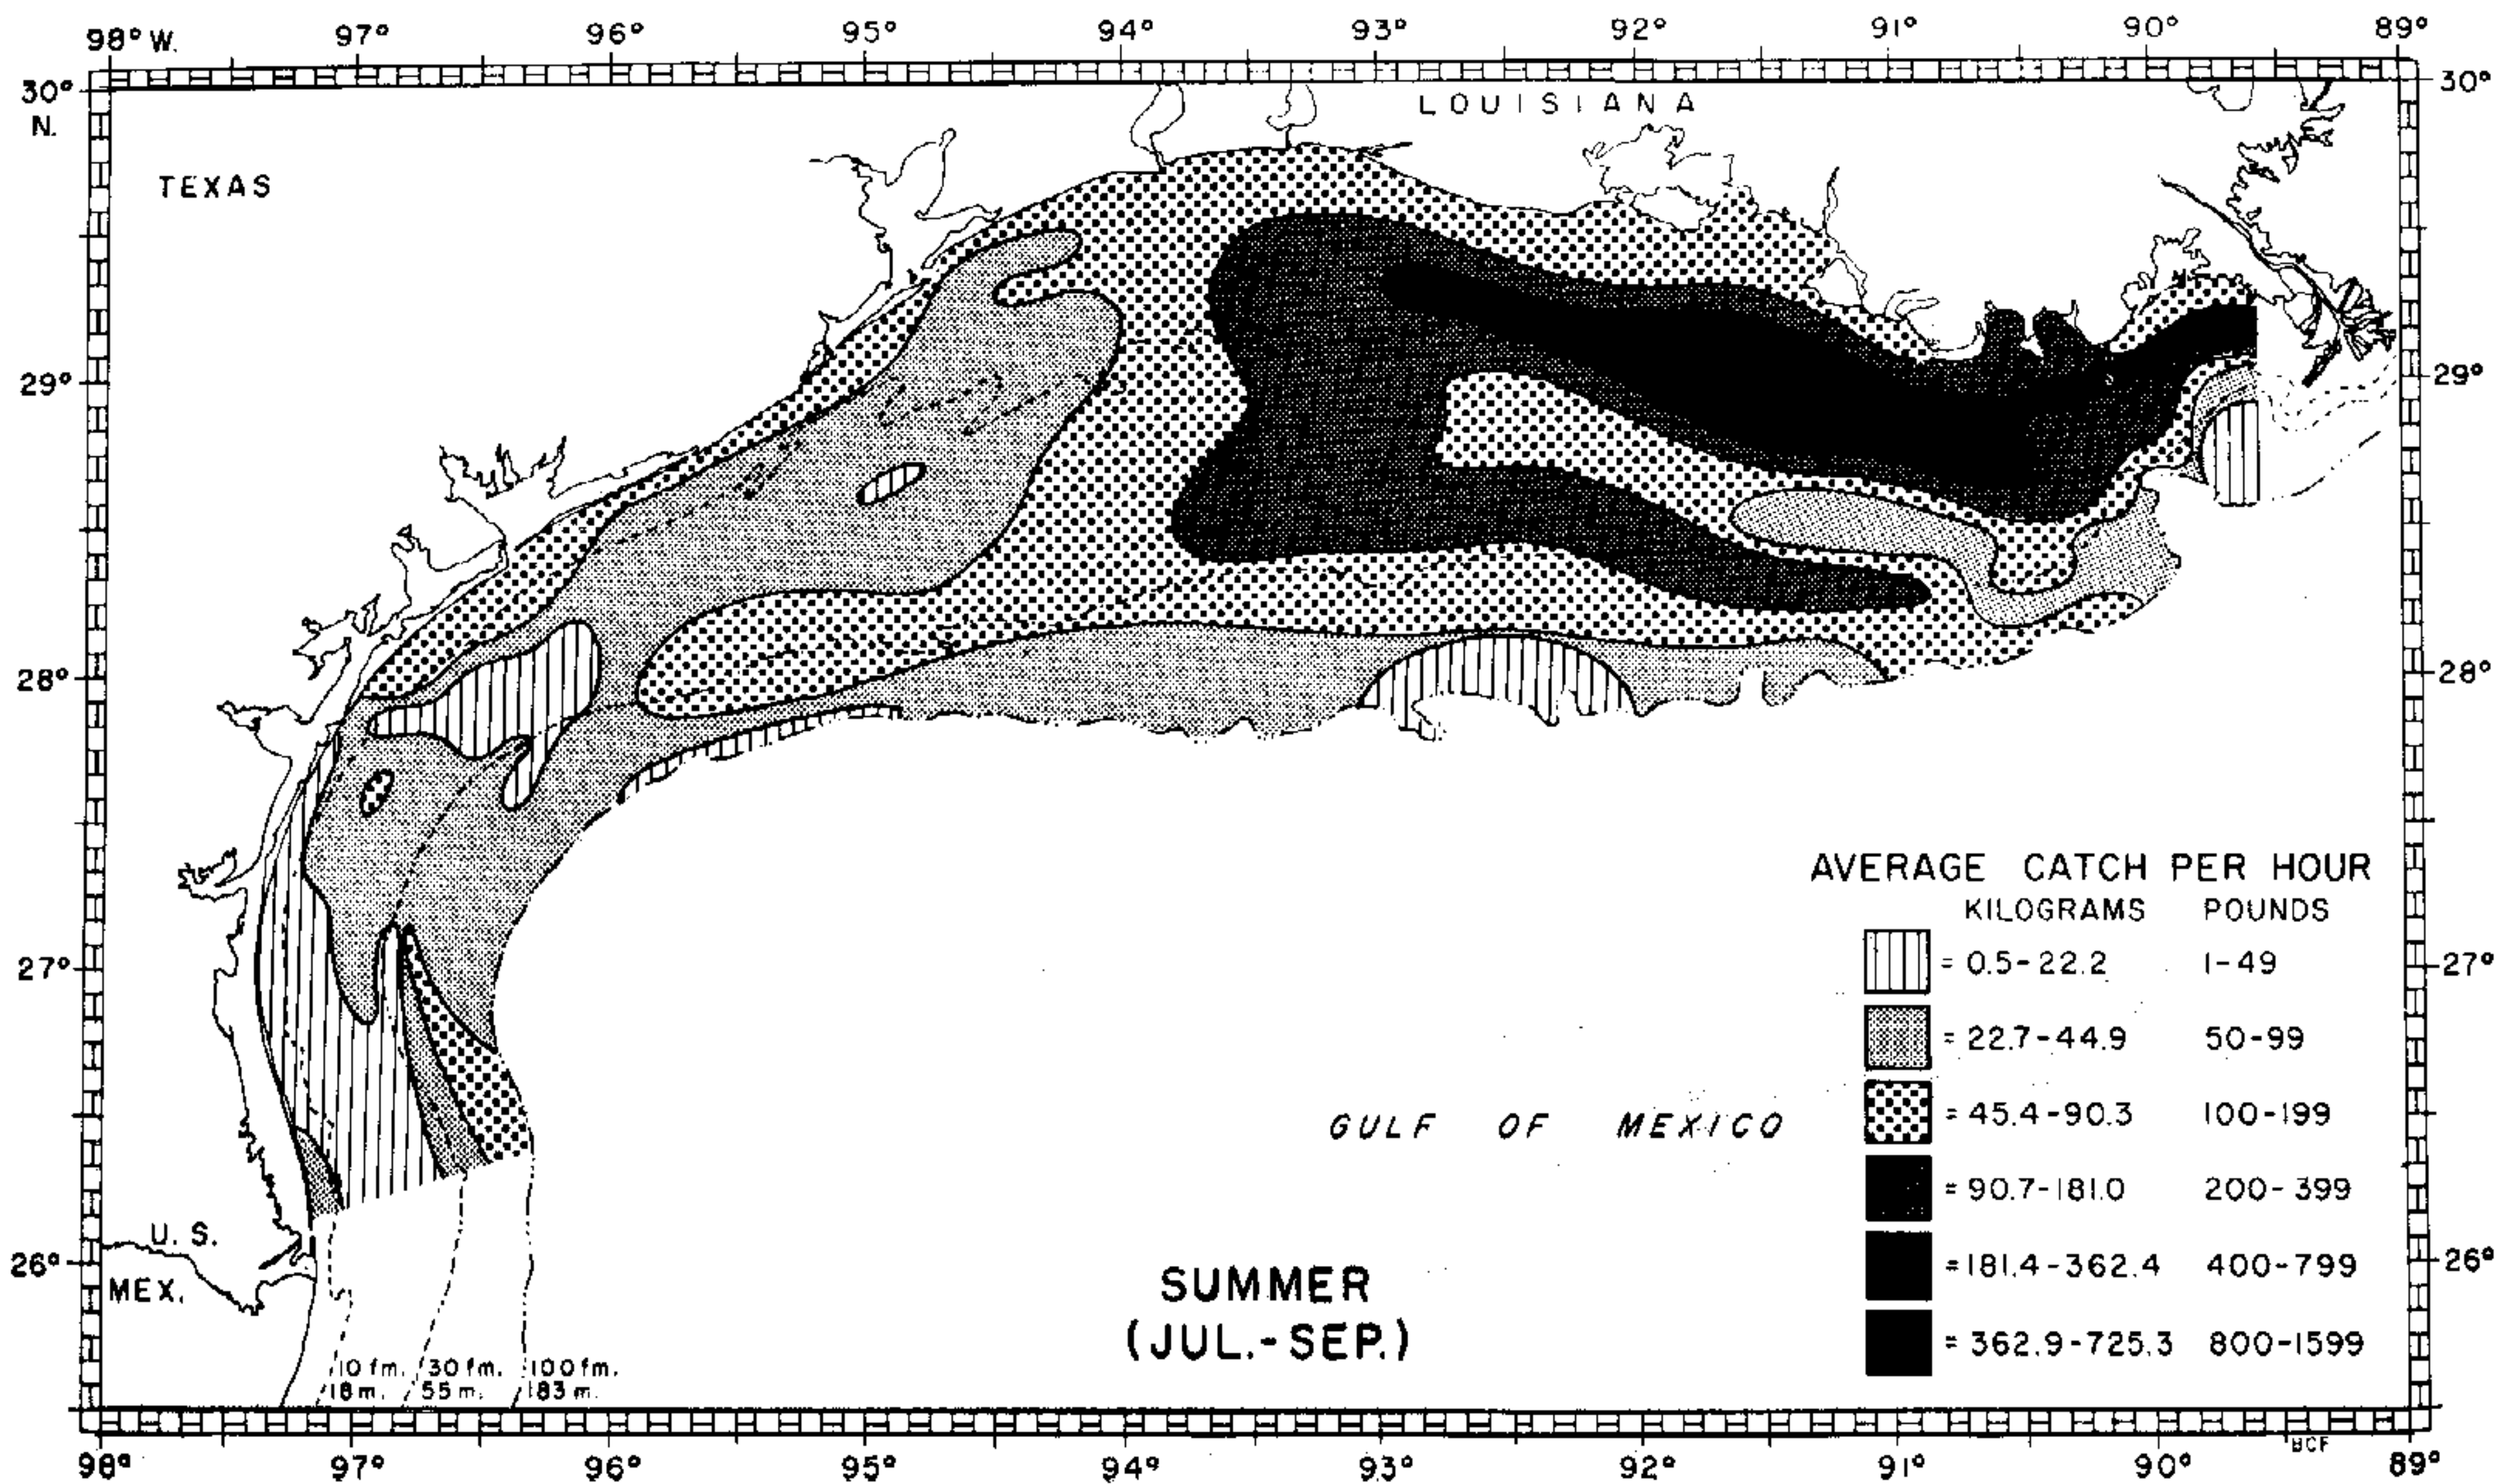 98° W. 97° 96° 95° 94° 93° 92° 91° 90° 89°
30° 30°
N.
LOUISIANA
TEXAS
29° 29°
28° 28°
AVERAGE CATCH PER HOUR
KILOGRAMS POUNDS
= 0.5-22.2 1-49
27° 27°
= 22.7-44.9 50-99
= 45.4-90.3 100-199
GULF OF MEXICO
= 90.7-181.0 200-399
U. S.
26° = 181.4-362.4 400-799 26°
MEX.
SUMMER
(JUL.-SEP.)
= 362.9-725.3 800-1599
10 fm. 30 fm. 100 fm.
18 m. 55 m. 183 m.
BCF
98° 97° 96° 95° 94° 93° 92° 91° 90° 89°